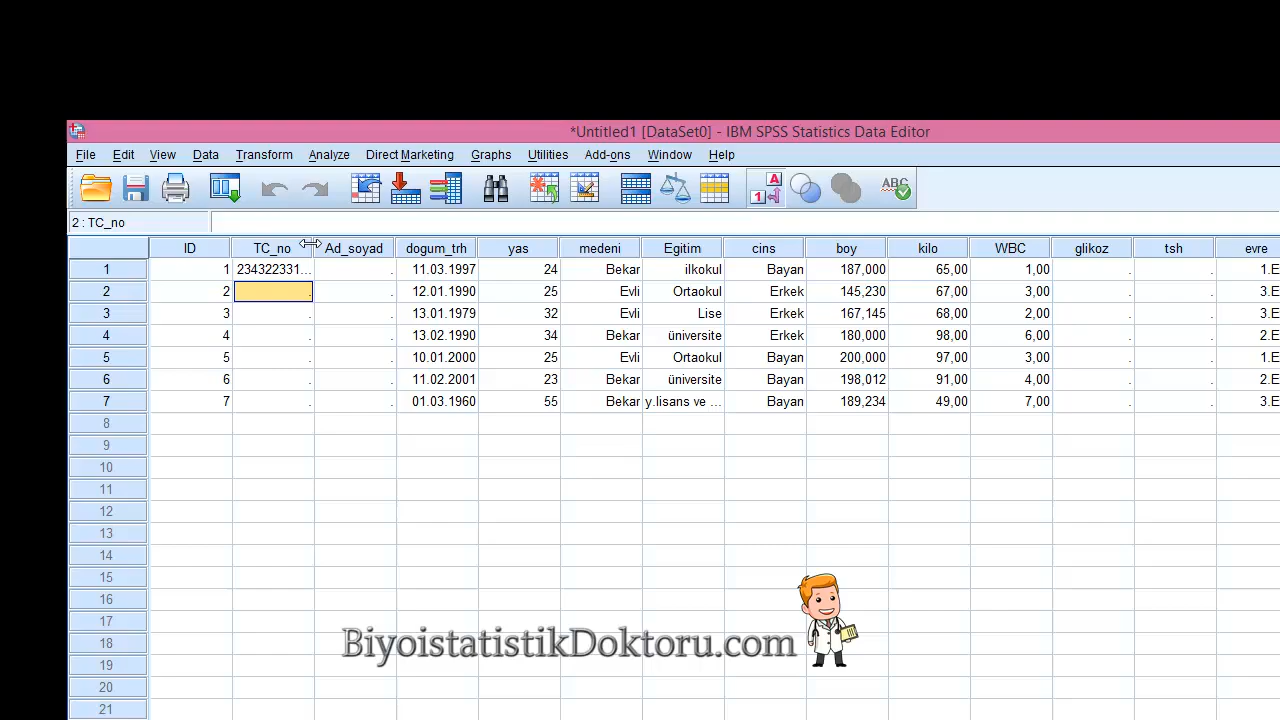 *Untitled1 [DataSet0] - IBM SPSS Statistics Data Editor
File Edit View Data Transform Analyze Direct Marketing Graphs Utilities Add-ons Window Help
1 A ABC
2 : TC_no
ID TC_no Ad_soyad dogum_trh yas medeni Egitim cins boy kilo WBC glikoz tsh evre
1 1 234322331... . 11.03.1997 24 Bekar ilkokul Bayan 187,000 65,00 1,00 . . 1.E
2 2 . . 12.01.1990 25 Evli Ortaokul Erkek 145,230 67,00 3,00 . . 3.E
3 3 . . 13.01.1979 32 Evli Lise Erkek 167,145 68,00 2,00 . . 3.E
4 4 . . 13.02.1990 34 Bekar üniversite Erkek 180,000 98,00 6,00 . . 2.E
5 5 . . 10.01.2000 25 Evli Ortaokul Bayan 200,000 97,00 3,00 . . 1.E
6 6 . . 11.02.2001 23 Bekar üniversite Bayan 198,012 91,00 4,00 . . 2.E
7 7 . . 01.03.1960 55 Bekar y.lisans ve ... Bayan 189,234 49,00 7,00 . . 3.E
8
9
10
11
12
13
14
15
16
17
18
19
20
21
BiyoistatistikDoktoru.com